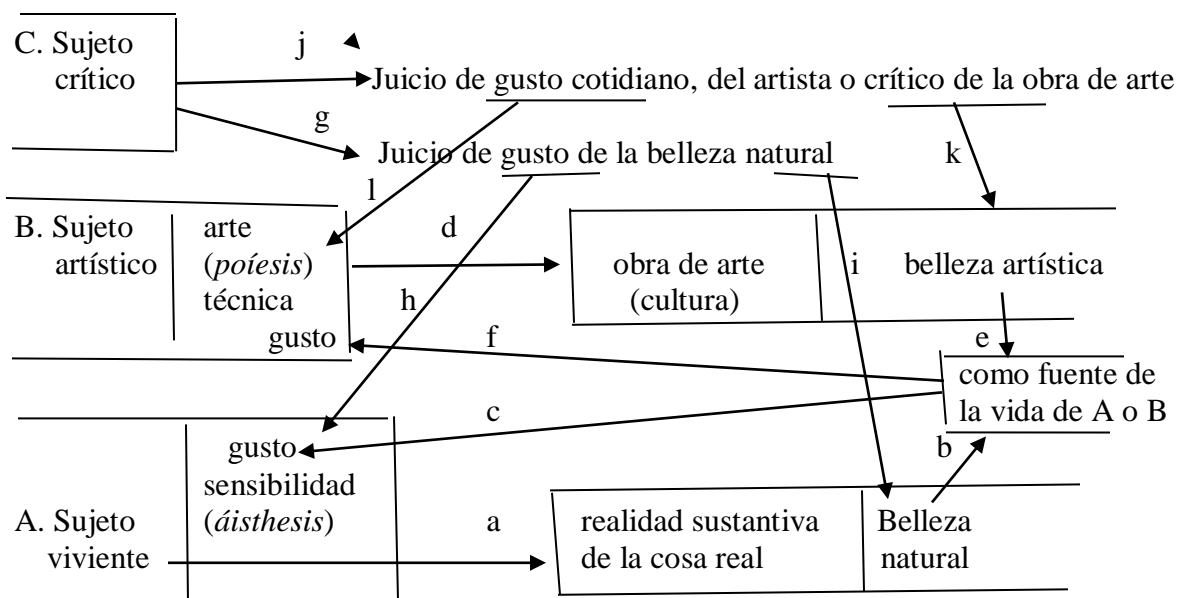 C. Sujeto
crítico
j
Juicio de gusto cotidiano, del artista o crítico de la obra de arte
g
Juicio de gusto de la belleza natural
k
l
B. Sujeto
artístico
arte
(poíesis)
técnica
gusto
d
h
obra de arte
(cultura)
i
belleza artística
f
e
como fuente de
la vida de A o B
c
b
gusto
sensibilidad
(áisthesis)
A. Sujeto
viviente
a
realidad sustantiva
de la cosa real
Belleza
natural